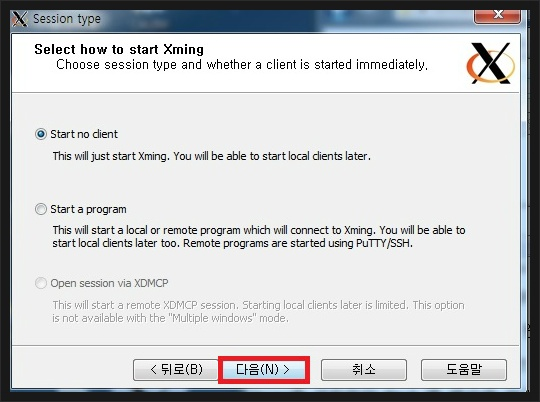 Session type
Select how to start Xming
Choose session type and whether a client is started immediately.
Start no client
This will just start Xming. You will be able to start local clients later.
Start a program
This will start a local or remote program which will connect to Xming. You will be able to
start local clients later too. Remote programs are started using PuTTY/SSH.
Open session via XDMCP
This will start a remote XDMCP session. Starting local clients later is limited. This option
is not available with the "Multiple windows" mode.
< 뒤로(B) 다음(N) > 취소 도움말